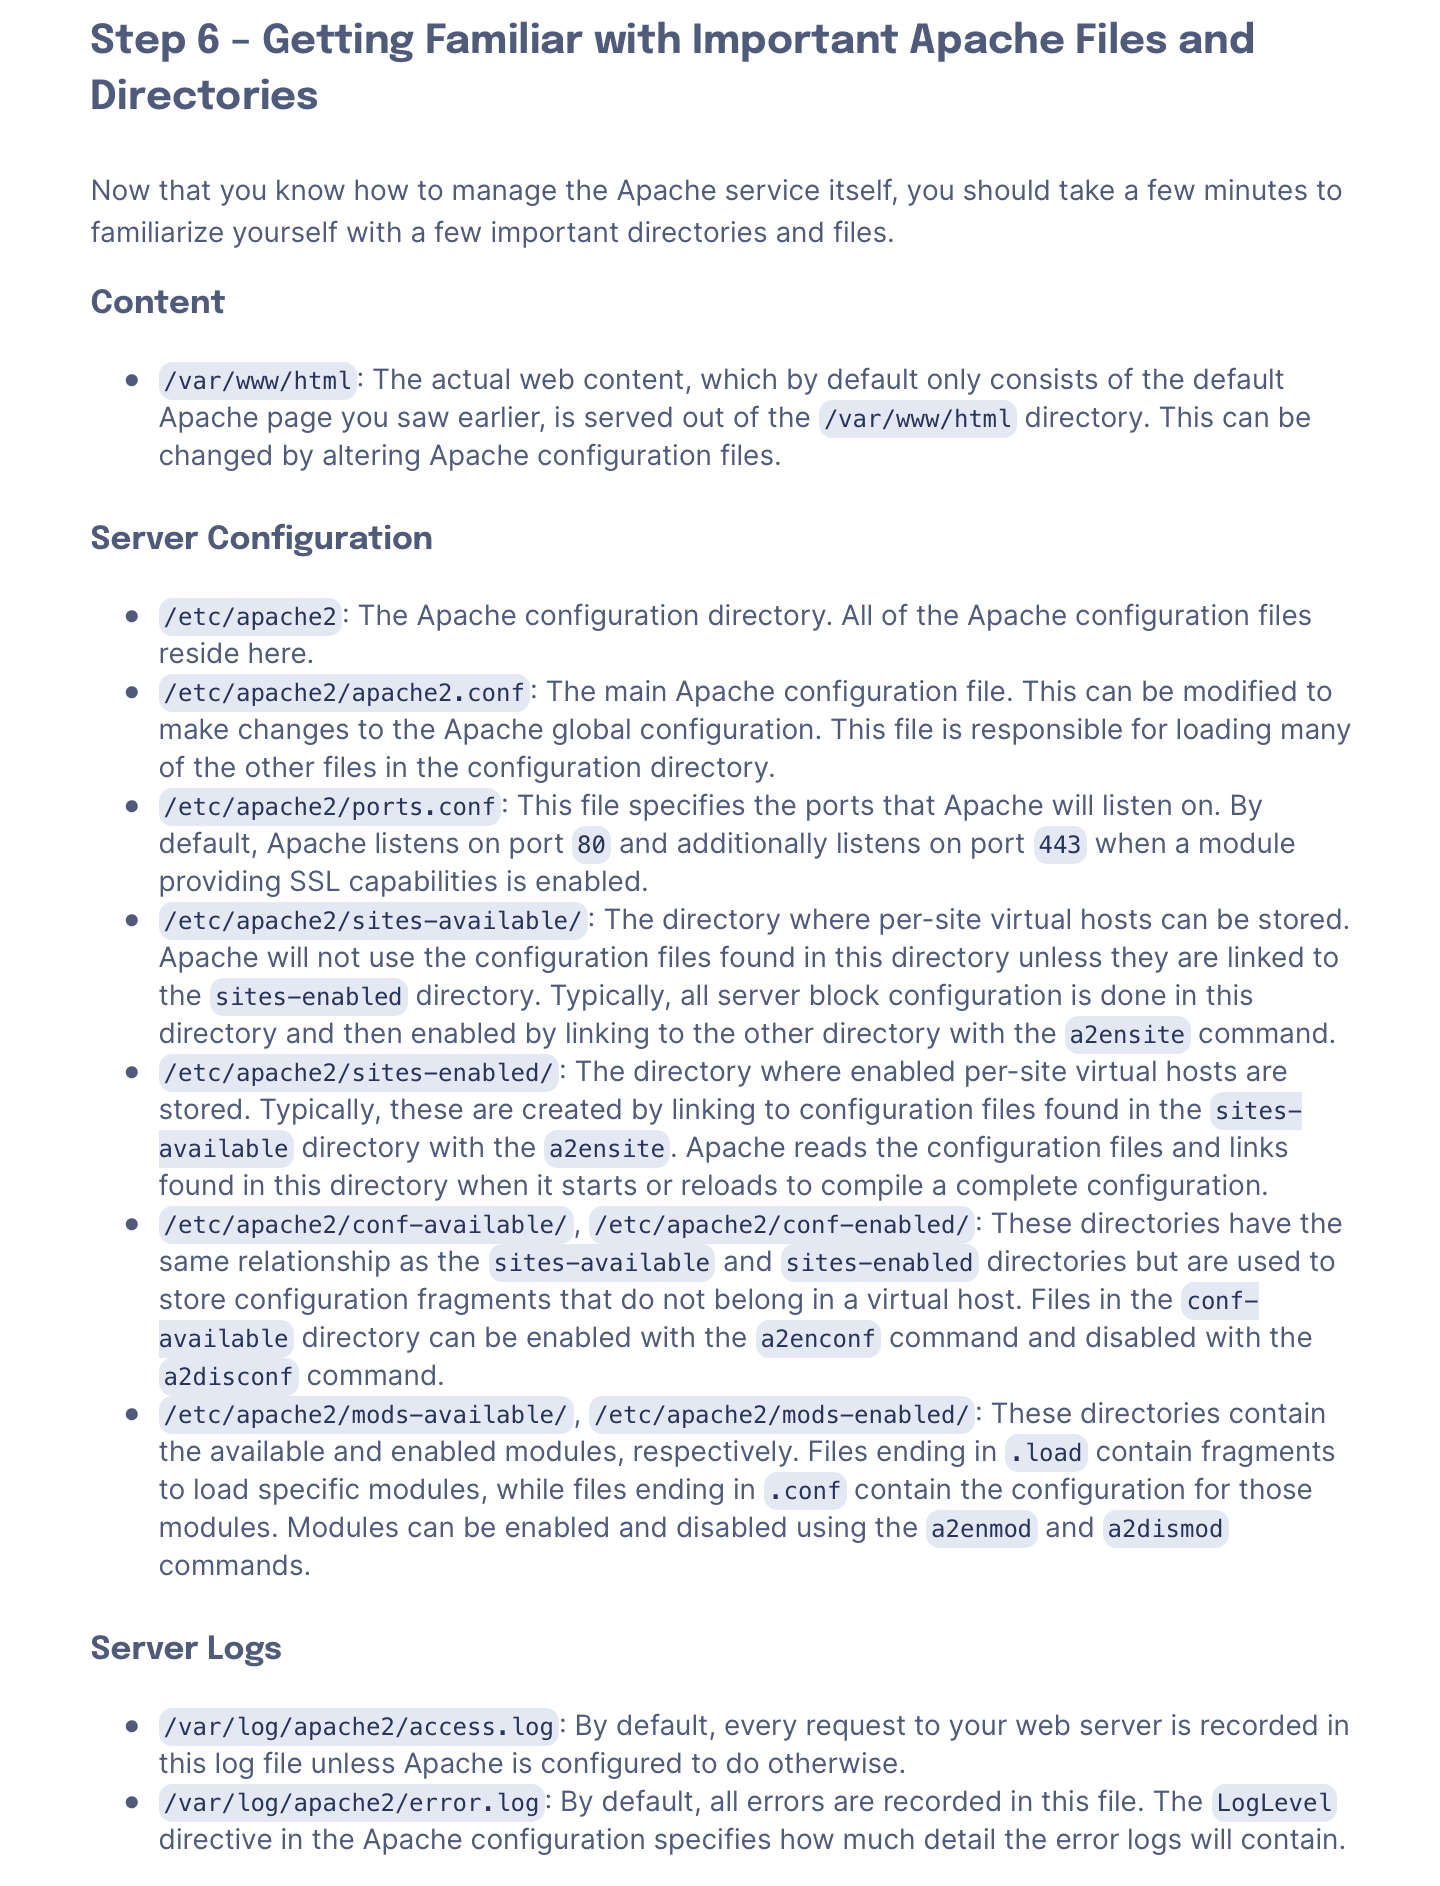 Step 6 – Getting Familiar with Important Apache Files and
Directories
Now that you know how to manage the Apache service itself, you should take a few minutes to
familiarize yourself with a few important directories and files.
Content
• /var/www/html: The actual web content, which by default only consists of the default
Apache page you saw earlier, is served out of the /var/www/html directory. This can be
changed by altering Apache configuration files.
Server Configuration
• /etc/apache2: The Apache configuration directory. All of the Apache configuration files
reside here.
• /etc/apache2/apache2.conf: The main Apache configuration file. This can be modified to
make changes to the Apache global configuration. This file is responsible for loading many
of the other files in the configuration directory.
• /etc/apache2/ports.conf: This file specifies the ports that Apache will listen on. By
default, Apache listens on port 80 and additionally listens on port 443 when a module
providing SSL capabilities is enabled.
• /etc/apache2/sites-available/: The directory where per-site virtual hosts can be stored.
Apache will not use the configuration files found in this directory unless they are linked to
the sites-enabled directory. Typically, all server block configuration is done in this
directory and then enabled by linking to the other directory with the a2ensite command.
• /etc/apache2/sites-enabled/: The directory where enabled per-site virtual hosts are
stored. Typically, these are created by linking to configuration files found in the sites-
available directory with the a2ensite. Apache reads the configuration files and links
found in this directory when it starts or reloads to compile a complete configuration.
• /etc/apache2/conf-available/, /etc/apache2/conf-enabled/: These directories have the
same relationship as the sites-available and sites-enabled directories but are used to
store configuration fragments that do not belong in a virtual host. Files in the conf-
available directory can be enabled with the a2enconf command and disabled with the
a2disconf command.
• /etc/apache2/mods-available/, /etc/apache2/mods-enabled/: These directories contain
the available and enabled modules, respectively. Files ending in .load contain fragments
to load specific modules, while files ending in .conf contain the configuration for those
modules. Modules can be enabled and disabled using the a2enmod and a2dismod
commands.
Server Logs
• /var/log/apache2/access.log: By default, every request to your web server is recorded in
this log file unless Apache is configured to do otherwise.
• /var/log/apache2/error.log: By default, all errors are recorded in this file. The LogLevel
directive in the Apache configuration specifies how much detail the error logs will contain.